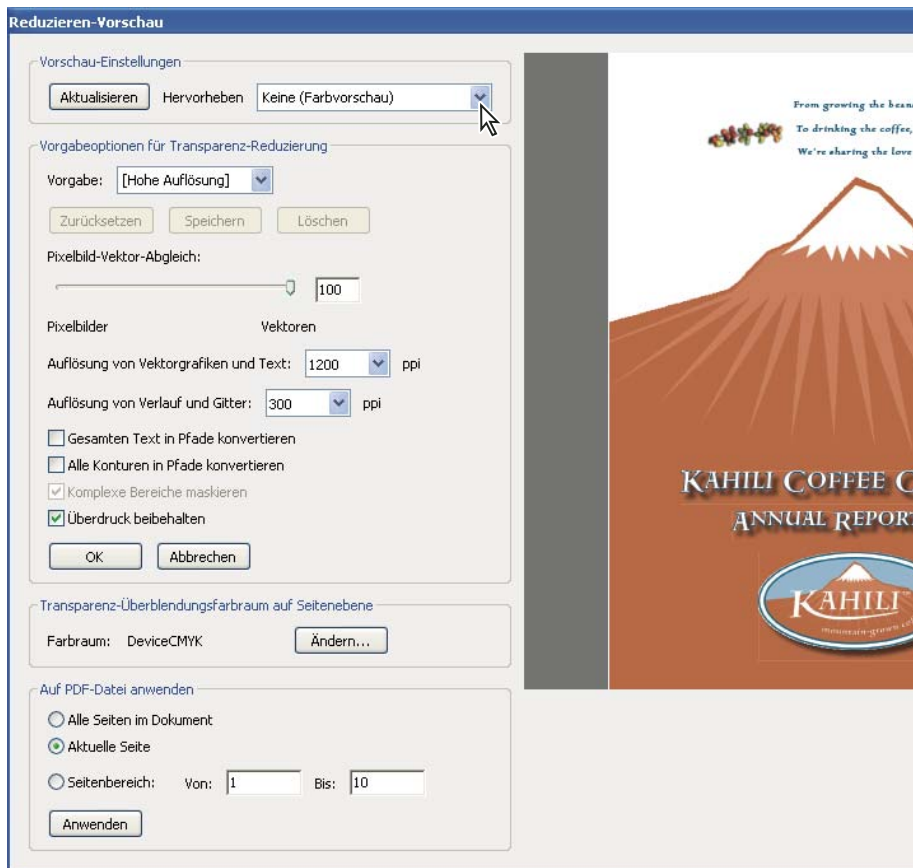 Reduzieren-Vorschau
Vorschau-Einstellungen
Aktualisieren Hervorheben Keine (Farbvorschau)
Vorgabeoptionen für Transparenz-Reduzierung
Vorgabe: [Hohe Auflösung]
Zurücksetzen Speichern Löschen
Pixelbild-Vektor-Abgleich:
100
Pixelbilder Vektoren
Auflösung von Vektorgrafiken und Text: 1200 ppi
Auflösung von Verlauf und Gitter: 300 ppi
Gesamten Text in Pfade konvertieren
Alle Konturen in Pfade konvertieren
Komplexe Bereiche maskieren
Überdruck beibehalten
OK Abbrechen
Transparenz-Überblendungsfarbraum auf Seitenebene
Farbraum: DeviceCMYK Ändern...
Auf PDF-Datei anwenden
Alle Seiten im Dokument
Aktuelle Seite
Seitenbereich: Von: 1 Bis: 10
Anwenden
From growing the
To drinking the coffee,
We're sharing the love
KAHILI COFFEE C
ANNUAL REPORT
KAHILI
mountain-grown